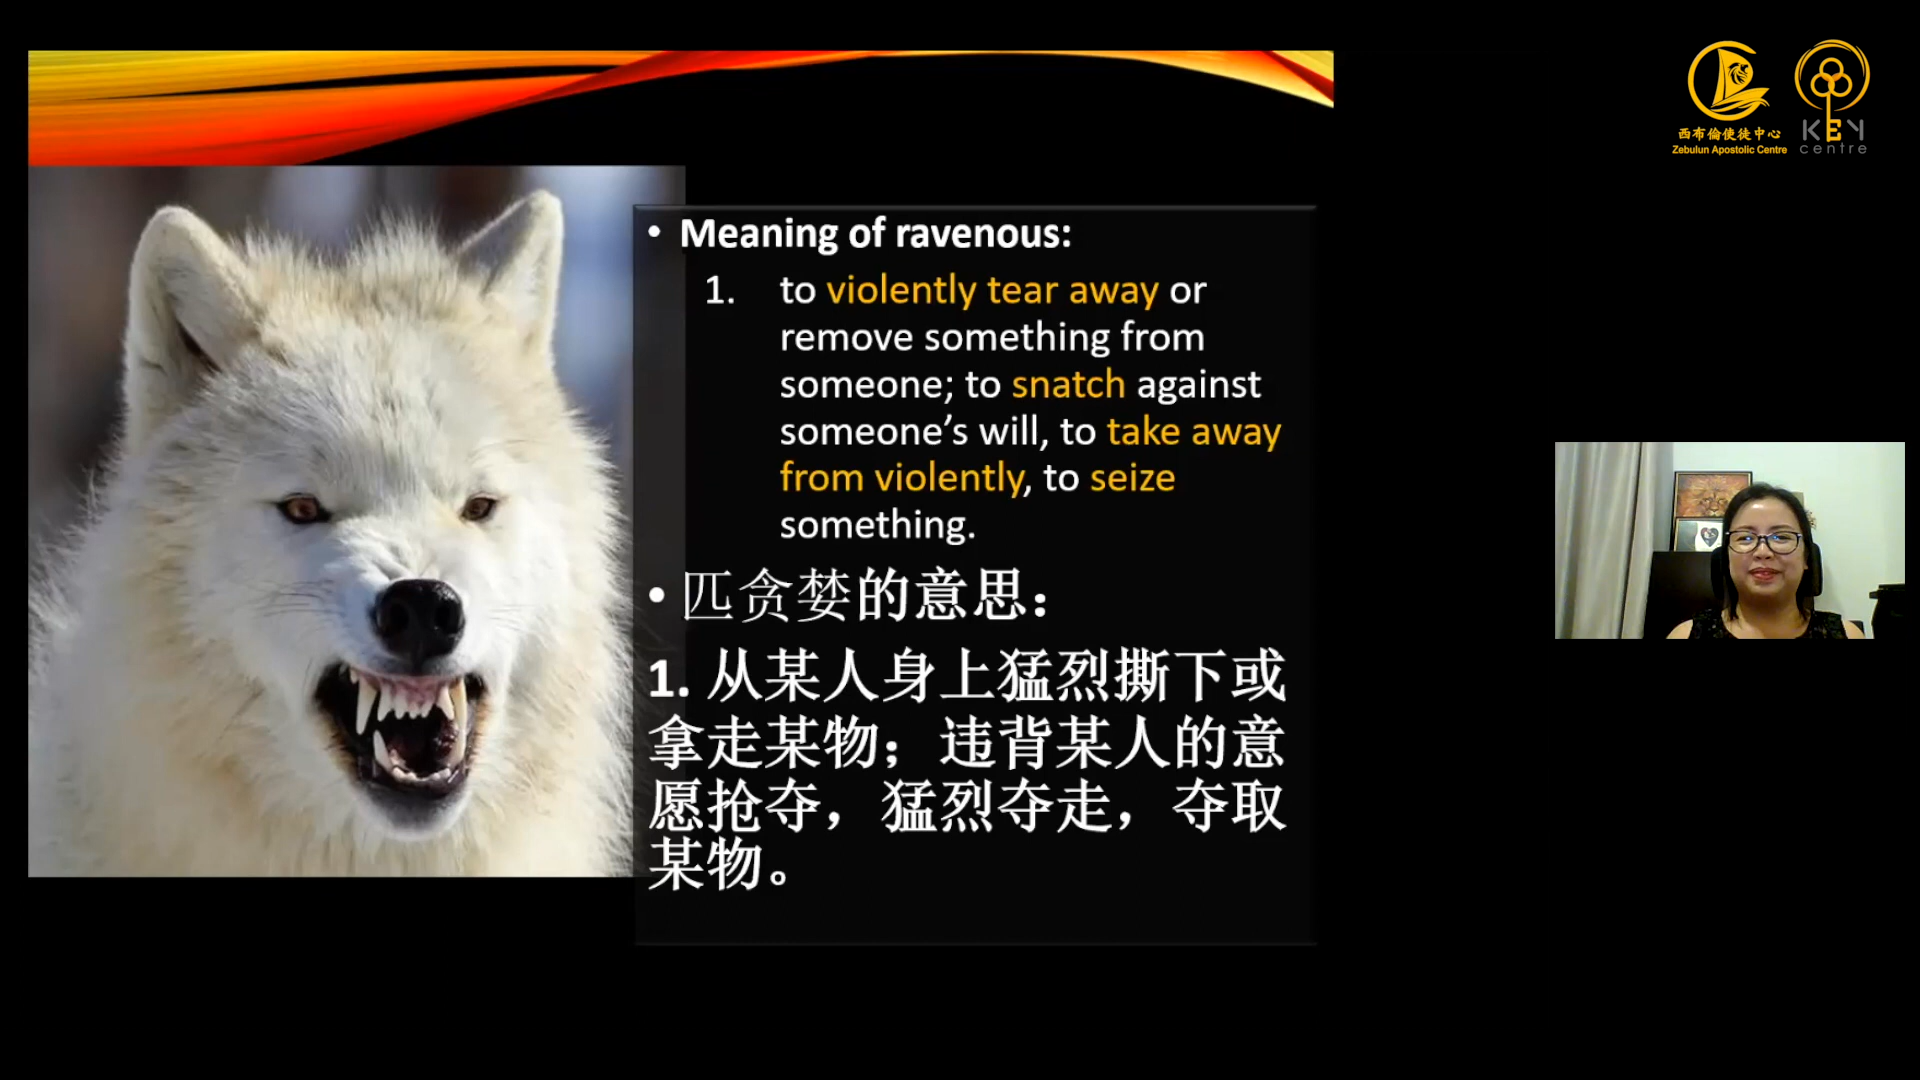 • Meaning of ravenous:
1. to violently tear away or
remove something from
someone; to snatch against
someone's will, to take away
from violently, to seize
something.
• 匹贪婪的意思：
1. 从某人身上猛烈撕下或
拿走某物；违背某人的意
愿抢夺，猛烈夺走，夺取
某物。
西布倫使徒中心
Zebulun Apostolic Centre
KEY
centre